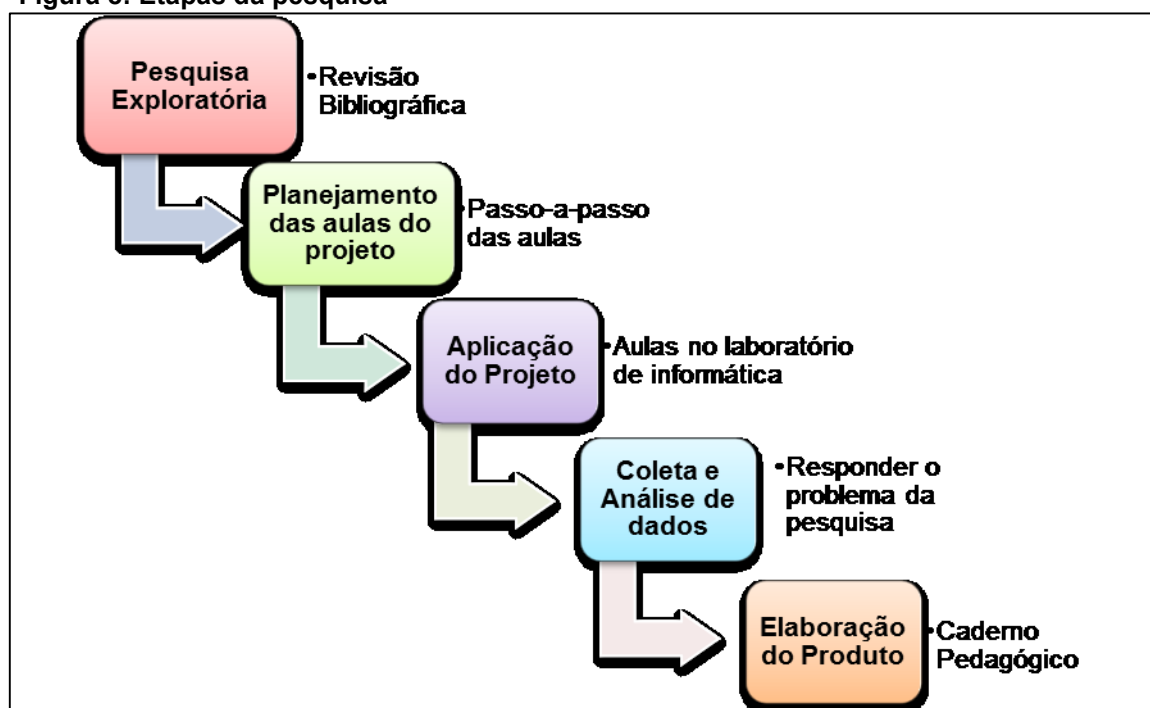 Pesquisa
Exploratória
•Revisão
Bibliográfica
Planejamento
das aulas do
projeto
•Passo-a-passo
das aulas
Aplicação
do Projeto
•Aulas no laboratório
de informática
Coleta e
Análise de
dados
•Responder o
problema da
pesquisa
Elaboração
do Produto
•Caderno
Pedagógico